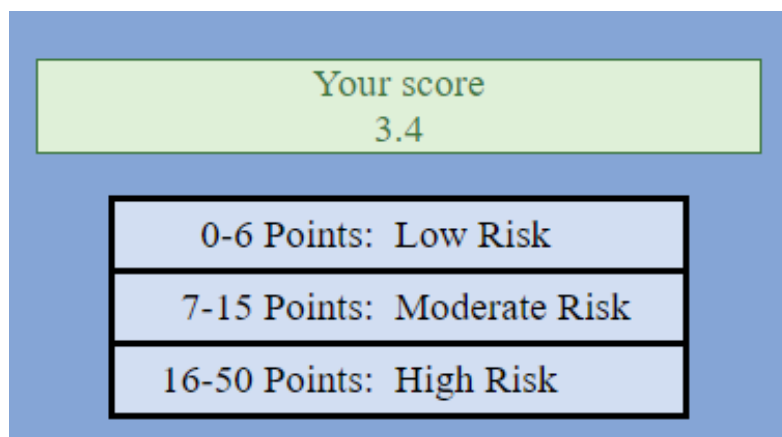 Your score
3.4
0-6 Points: Low Risk
7-15 Points: Moderate Risk
16-50 Points: High Risk